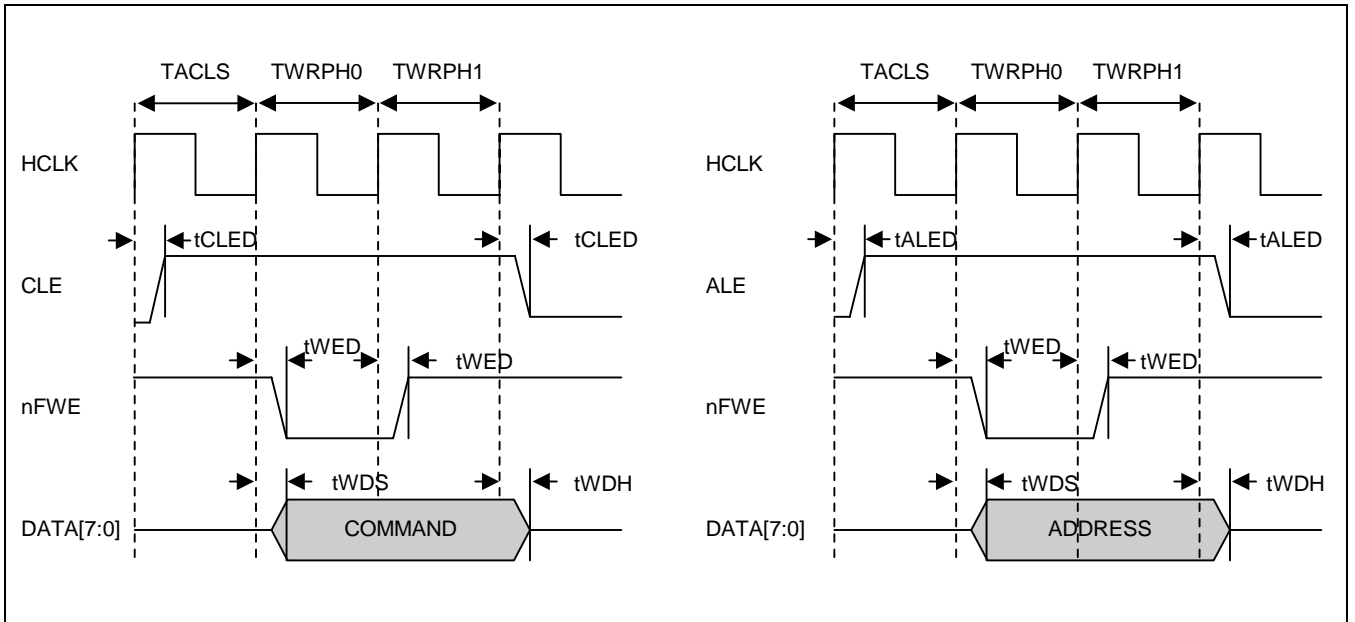 TACLS TWRPH0 TWRPH1
HCLK
tCLED tCLED
CLE
tWED
tWED
nFWE
tWDS tWDH
DATA[7:0] COMMAND
TACLS TWRPH0 TWRPH1
HCLK
tALED tALED
ALE
tWED
tWED
nFWE
tWDS tWDH
DATA[7:0] ADDRESS